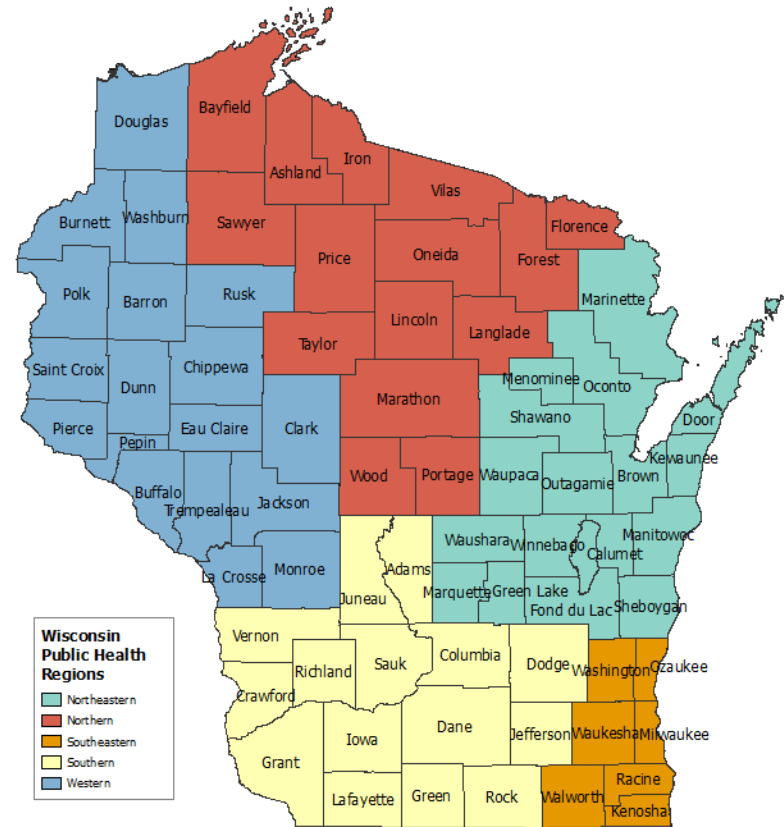 Douglas
Bayfield
Ashland
Iron
Vilas
Burnett
Washburn
Sawyer
Price
Oneida
Forest
Florence
Polk
Barron
Rusk
Marinette
Lincoln
Langlade
Taylor
Saint Croix
Dunn
Chippewa
Menominee
Oconto
Pierce
Pepin
Eau Claire
Clark
Marathon
Shawano
Door
Kewaunee
Buffalo
Trempealeau
Jackson
Wood
Portage
Waupaca
Outagamie
Brown
La Crosse
Monroe
Juneau
Adams
Waushara
Winnebago
Calumet
Manitowoc
Marquette
Green Lake
Fond du Lac
Sheboygan
Vernon
Richland
Sauk
Columbia
Dodge
Washington
Ozaukee
Crawford
Grant
Iowa
Dane
Jefferson
Waukesha
Milwaukee
Lafayette
Green
Rock
Walworth
Racine
Kenosha
Wisconsin
Public Health
Regions
Northeastern
Northern
Southeastern
Southern
Western